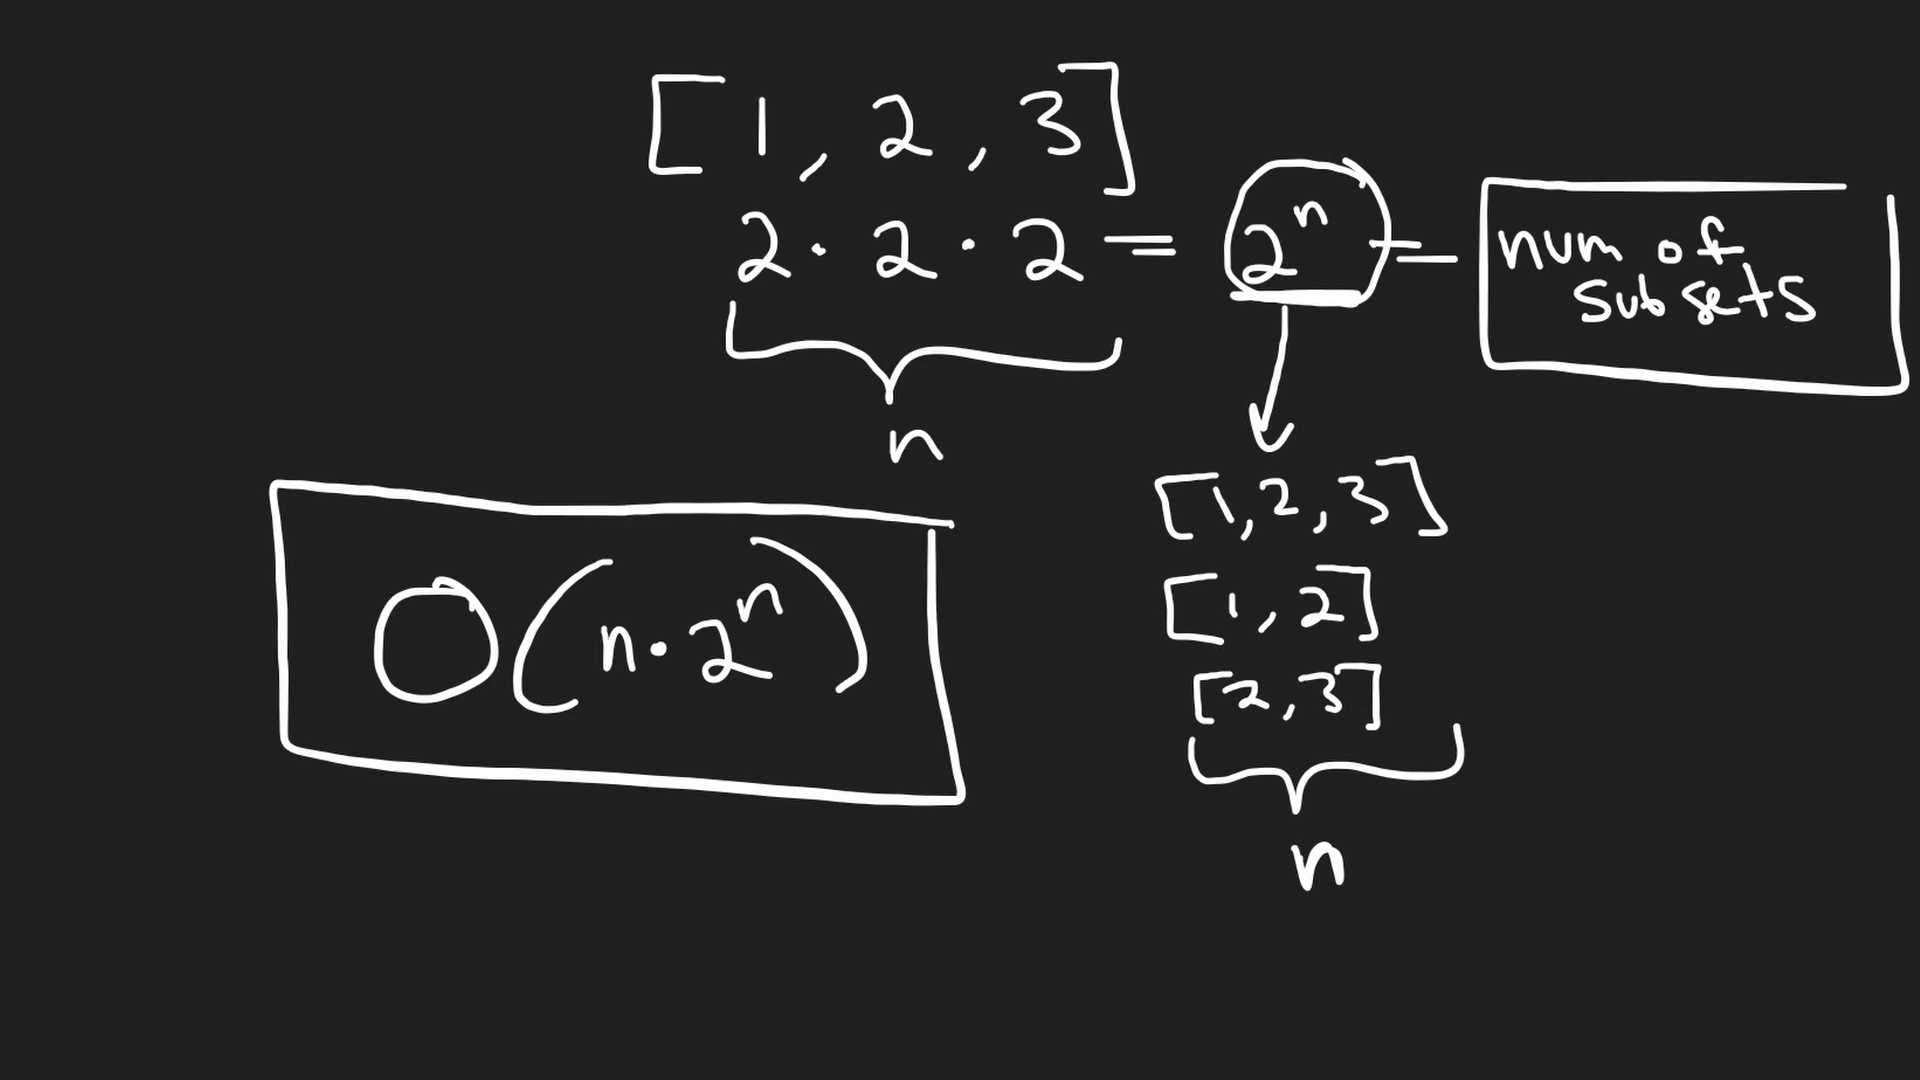 [1, 2, 3]
2 · 2 · 2 = 2ⁿ = num of
subsets
n
[1, 2, 3]
O(n · 2ⁿ)
[1, 2]
[2, 3]
n